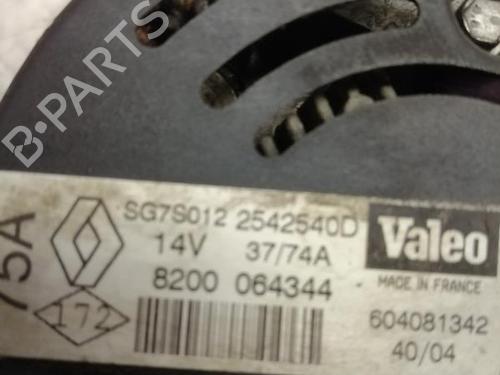 B-PARTS
SG7S012 2542540D
14V 37/74A
8200 064344
75A
172
Valeo
MADE IN FRANCE
604081342
40/04